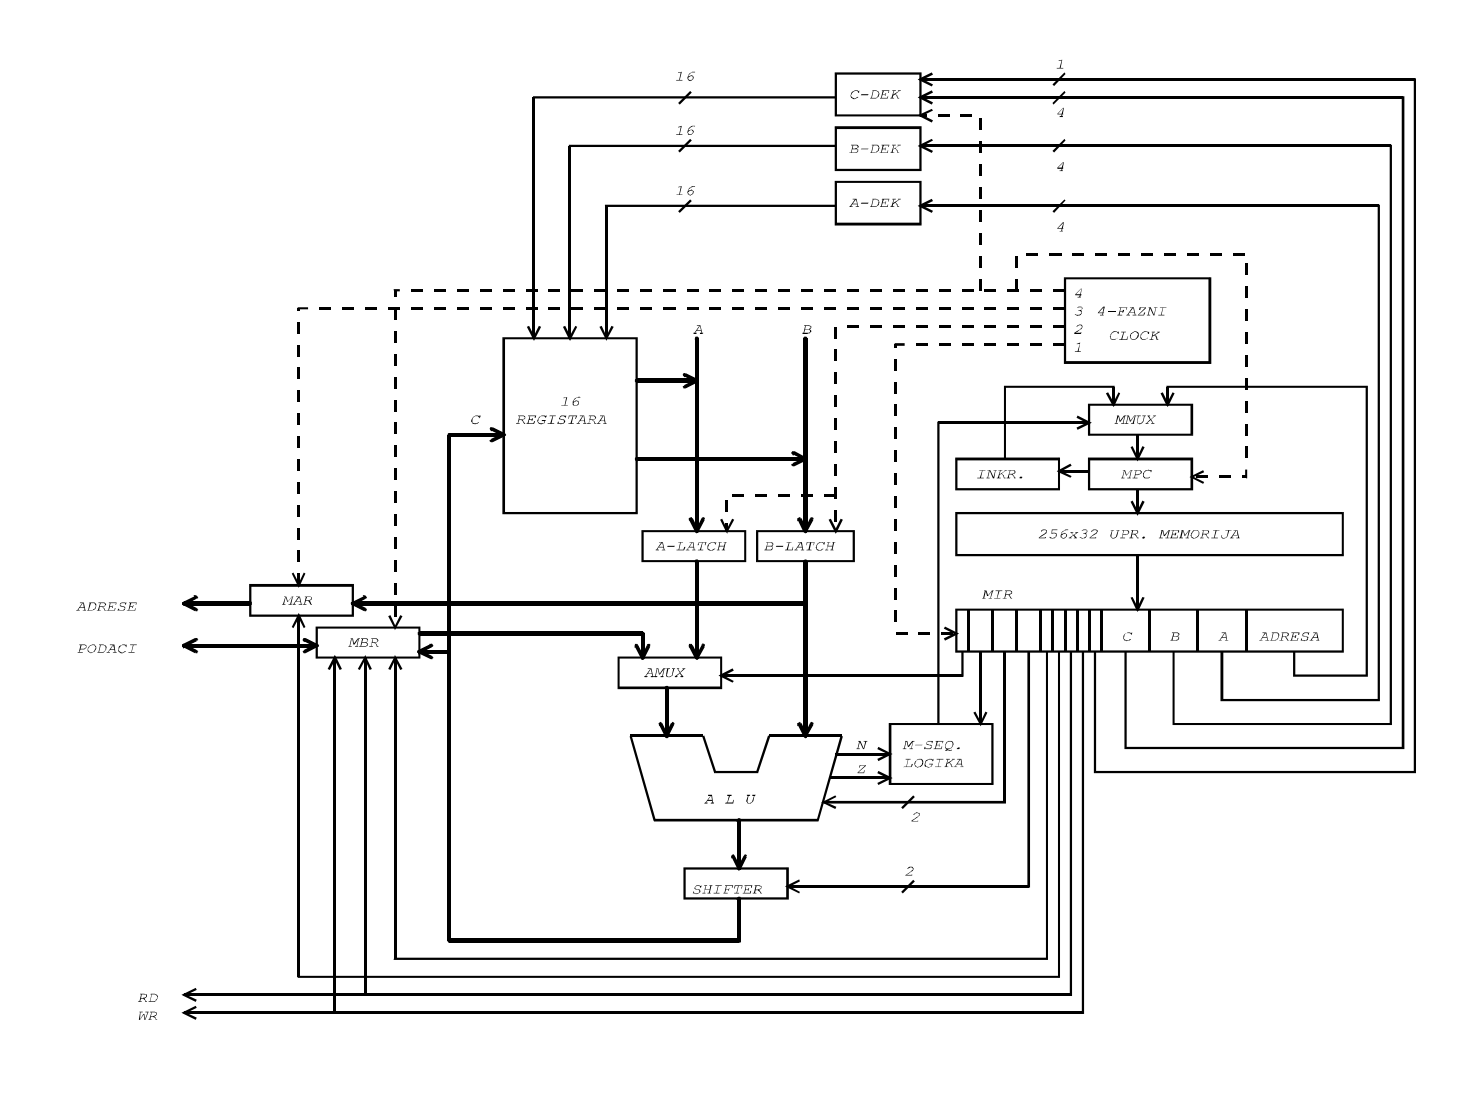 1
16
C-DEK
4
16
B-DEK
4
16
A-DEK
4
4
3 4-FAZNI
2 CLOCK
1
A
B
16
REGISTARA
C
MMUX
INKR.
MPC
256x32 UPR. MEMORIJA
A-LATCH
B-LATCH
MIR
ADRESE
MAR
C B A ADRESA
PODACI
MBR
AMUX
N
Z
M-SEQ.
LOGIKA
A L U
2
2
SHIFTER
RD
WR